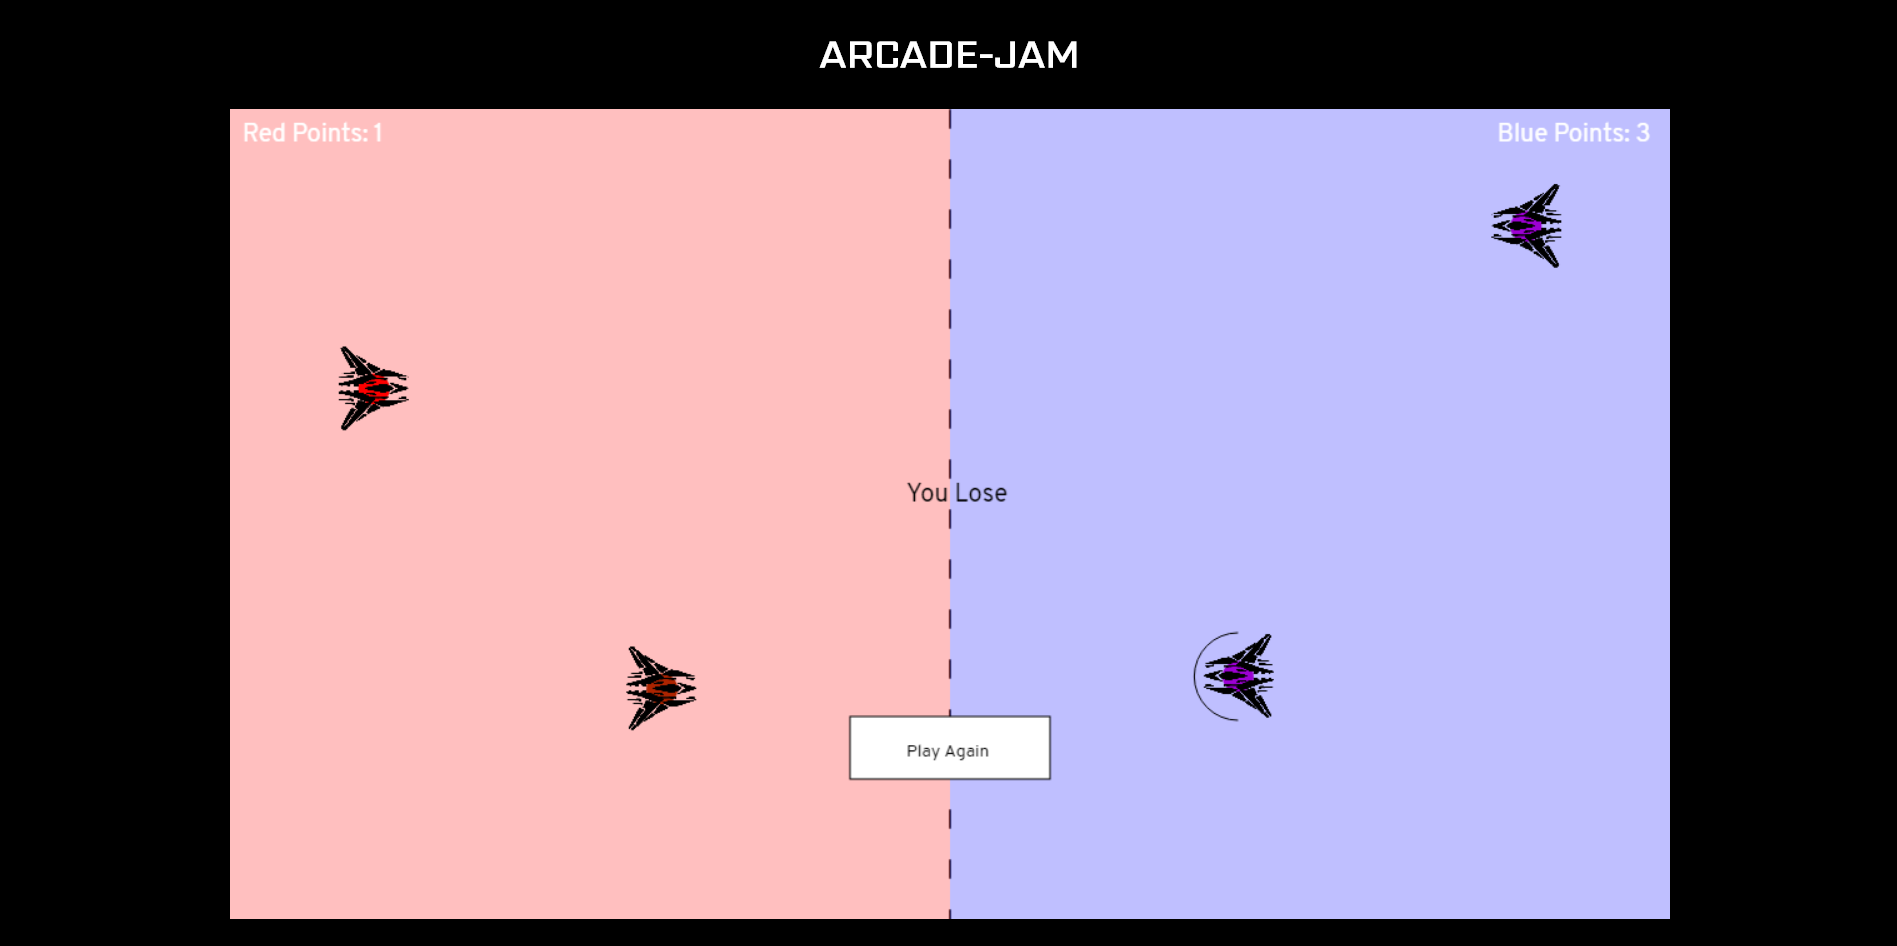 ARCADE-JAM
Red Points: 1
Blue Points: 3
You Lose
Play Again